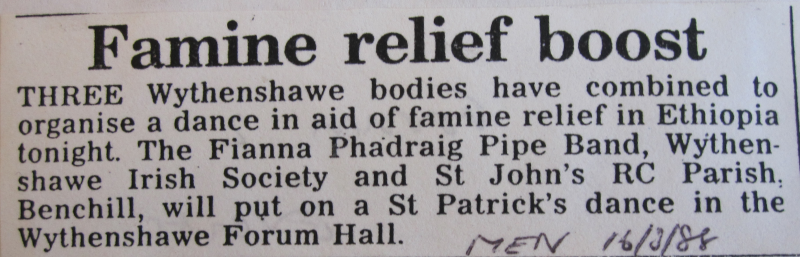 Famine relief boost
THREE Wythenshawe bodies have combined to
organise a dance in aid of famine relief in Ethiopia
tonight. The Fianna Phadraig Pipe Band, Wythen-
shawe Irish Society and St John's RC Parish,
Benchill, will put on a St Patrick's dance in the
Wythenshawe Forum Hall.
MEN 16/3/88